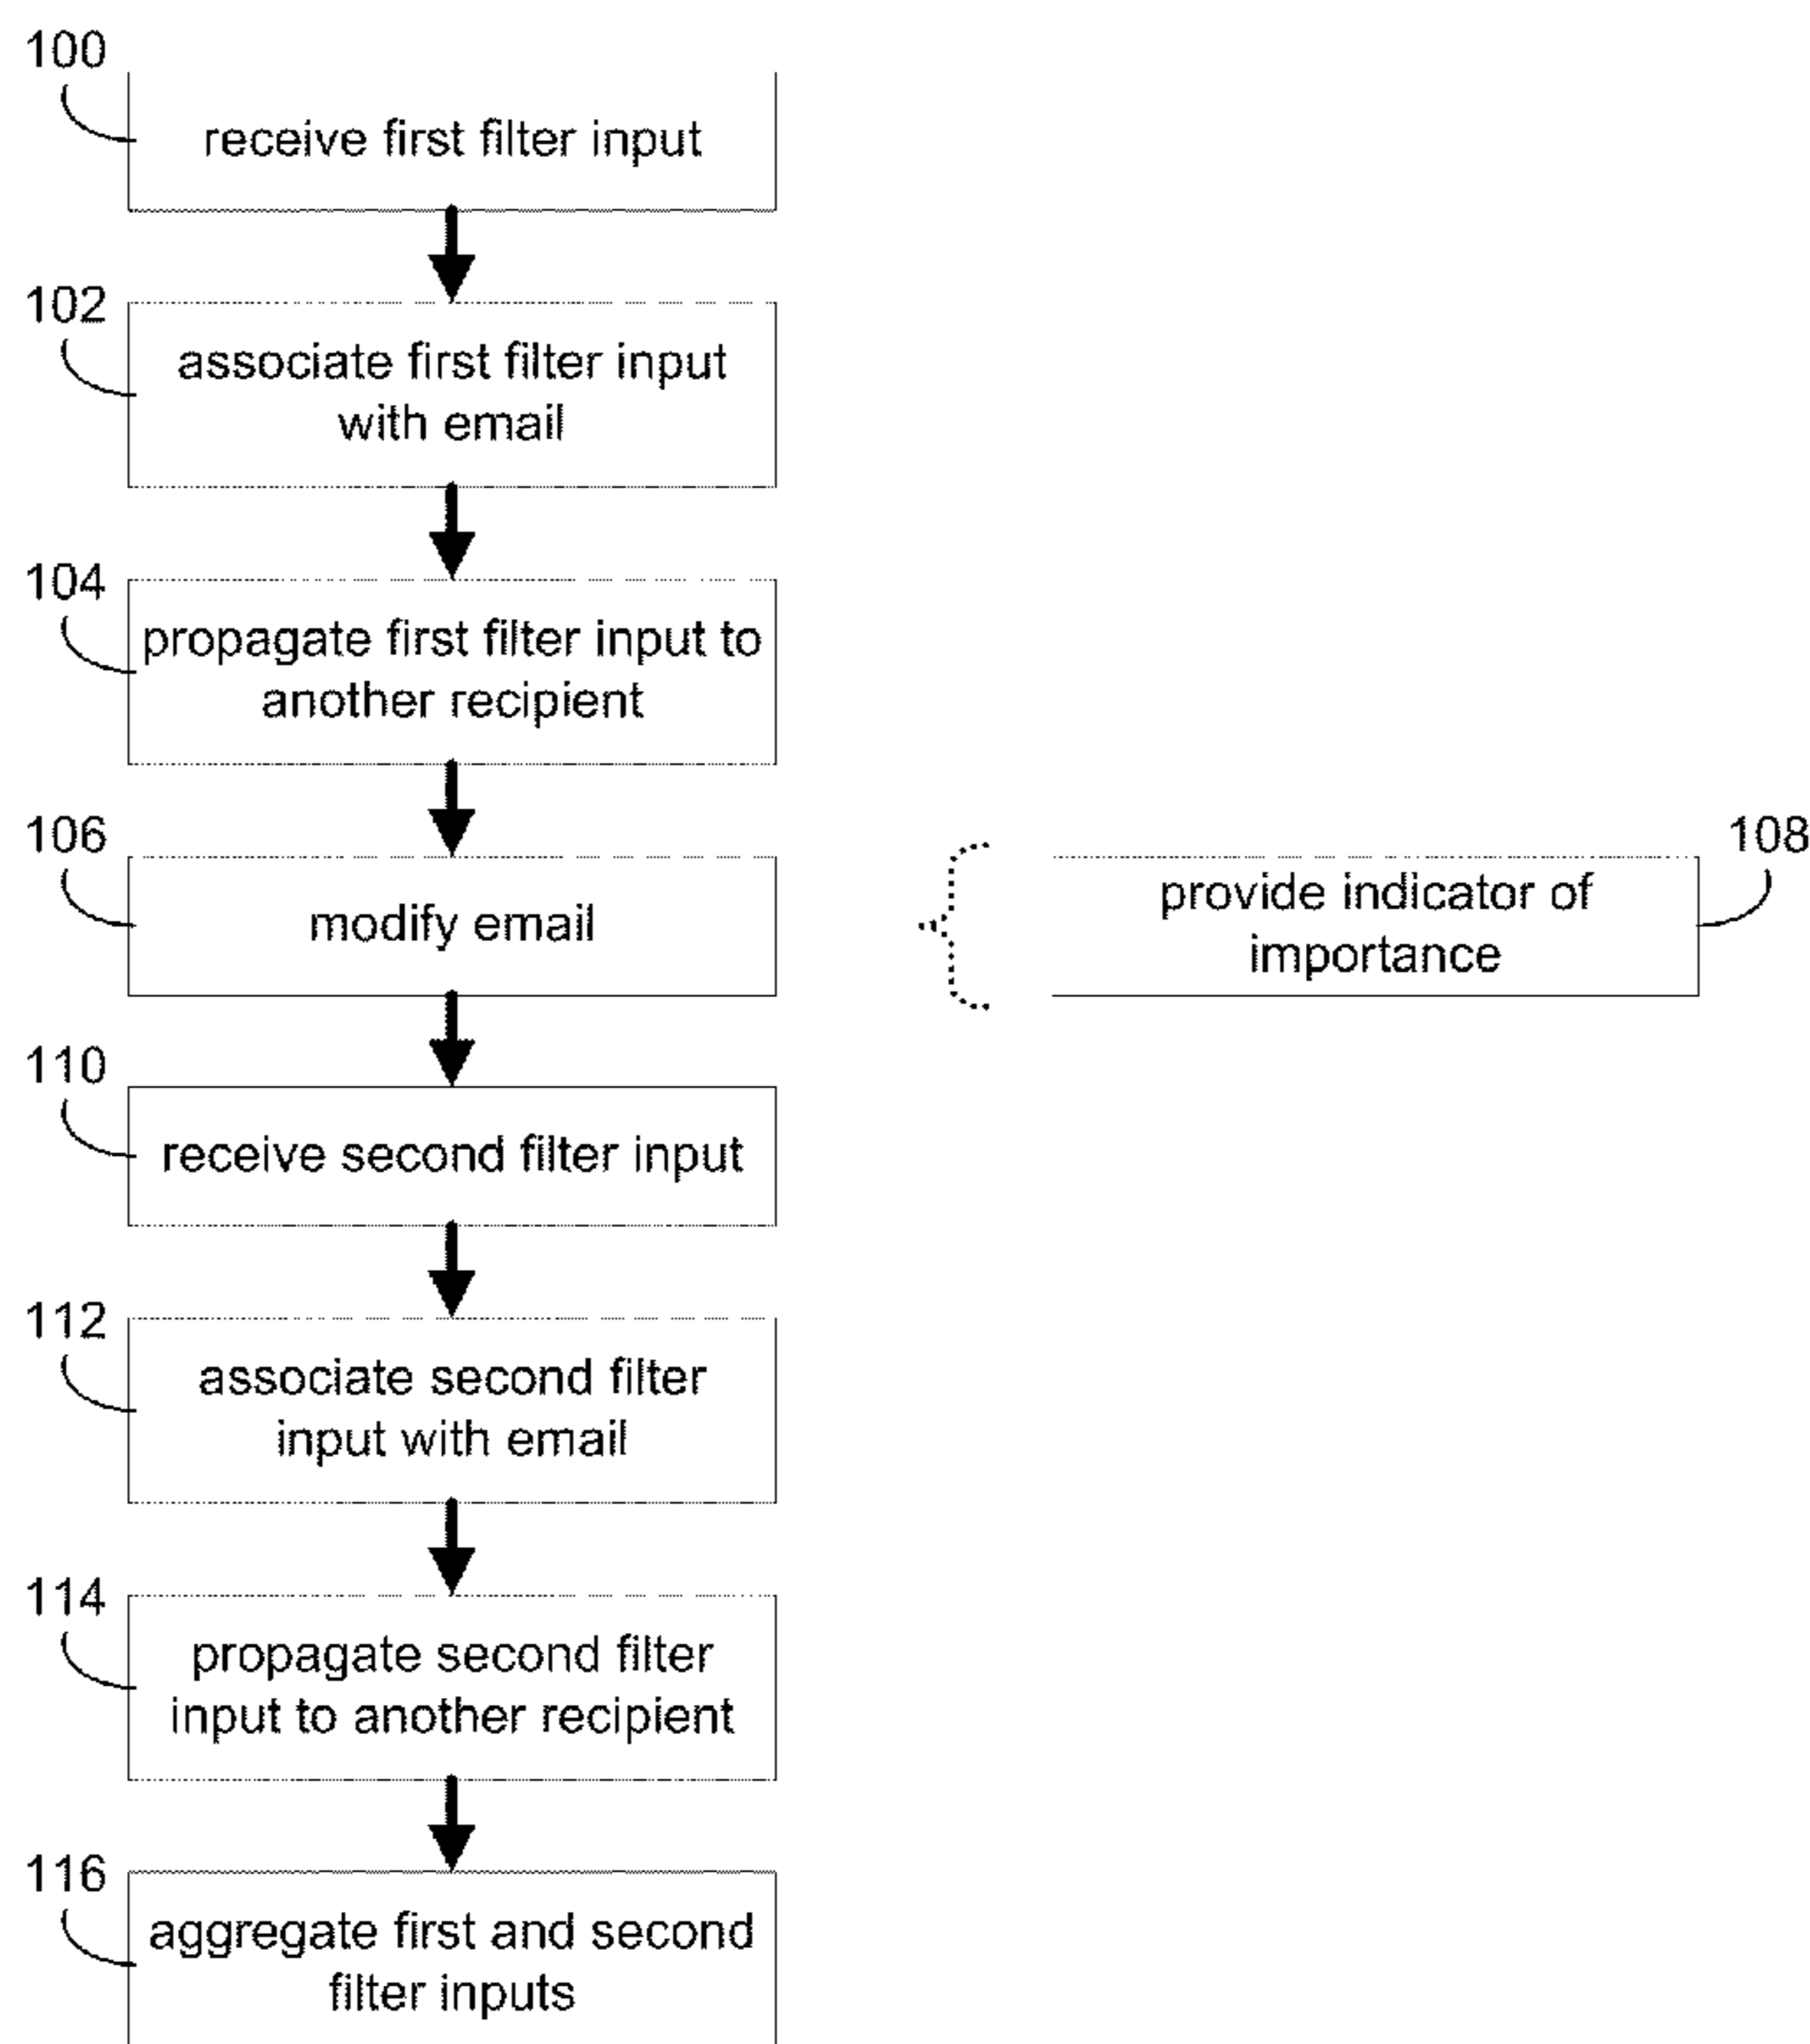 100
receive first filter input
102
associate first filter input
with email
104
propagate first filter input to
another recipient
106
modify email
108
provide indicator of
importance
110
receive second filter input
112
associate second filter
input with email
114
propagate second filter
input to another recipient
116
aggregate first and second
filter inputs